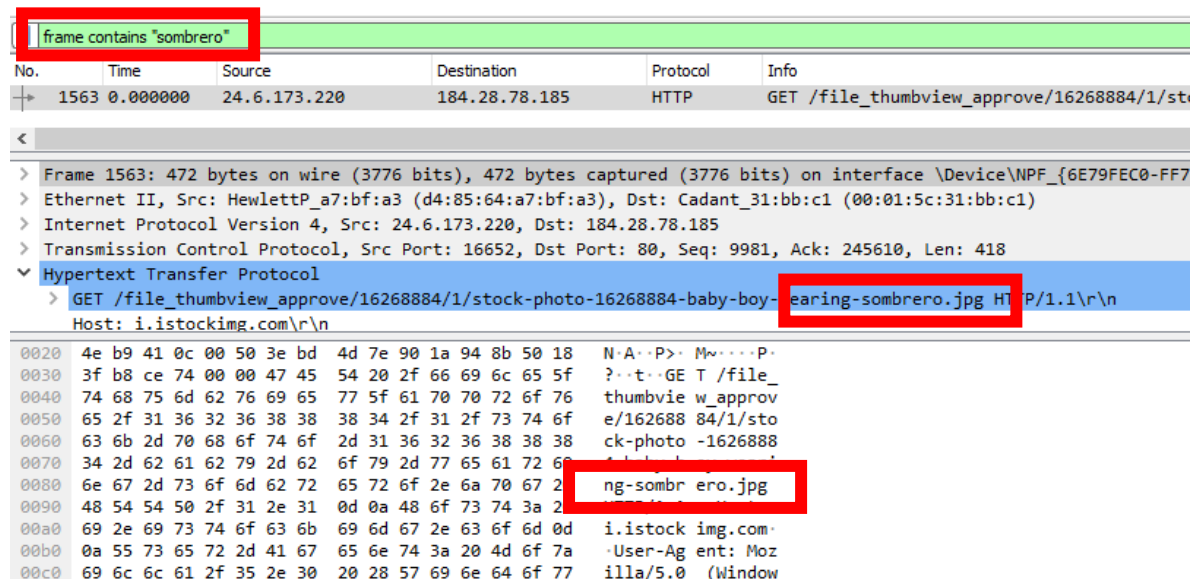 frame contains "sombrero"
No. Time Source Destination Protocol Info
1563 0.000000 24.6.173.220 184.28.78.185 HTTP GET /file_thumbview_approve/16268884/1/sto
Frame 1563: 472 bytes on wire (3776 bits), 472 bytes captured (3776 bits) on interface \Device\NPF_{6E79FEC0-FF7
Ethernet II, Src: HewlettP_a7:bf:a3 (d4:85:64:a7:bf:a3), Dst: Cadant_31:bb:c1 (00:01:5c:31:bb:c1)
Internet Protocol Version 4, Src: 24.6.173.220, Dst: 184.28.78.185
Transmission Control Protocol, Src Port: 16652, Dst Port: 80, Seq: 9981, Ack: 245610, Len: 418
Hypertext Transfer Protocol
GET /file_thumbview_approve/16268884/1/stock-photo-16268884-baby-boy- earing-sombrero.jpg HTTP/1.1\r\n
Host: i.istockimg.com\r\n
0020 4e b9 41 0c 00 50 3e bd 4d 7e 90 1a 94 8b 50 18 N·A··P>· M~····P·
0030 3f b8 ce 74 00 00 47 45 54 20 2f 66 69 6c 65 5f ?··t··GE T /file_
0040 74 68 75 6d 62 76 69 65 77 5f 61 70 70 72 6f 76 thumbvie w_approv
0050 65 2f 31 36 32 36 38 38 38 34 2f 31 2f 73 74 6f e/162688 84/1/sto
0060 63 6b 2d 70 68 6f 74 6f 2d 31 36 32 36 38 38 38 ck-photo -1626888
0070 34 2d 62 61 62 79 2d 62 6f 79 2d 77 65 61 72 69
0080 6e 67 2d 73 6f 6d 62 72 65 72 6f 2e 6a 70 67 2 ng-sombr ero.jpg
0090 48 54 54 50 2f 31 2e 31 0d 0a 48 6f 73 74 3a 2
00a0 69 2e 69 73 74 6f 63 6b 69 6d 67 2e 63 6f 6d 0d i.istock img.com·
00b0 0a 55 73 65 72 2d 41 67 65 6e 74 3a 20 4d 6f 7a ·User-Ag ent: Moz
00c0 69 6c 6c 61 2f 35 2e 30 20 28 57 69 6e 64 6f 77 illa/5.0 (Window